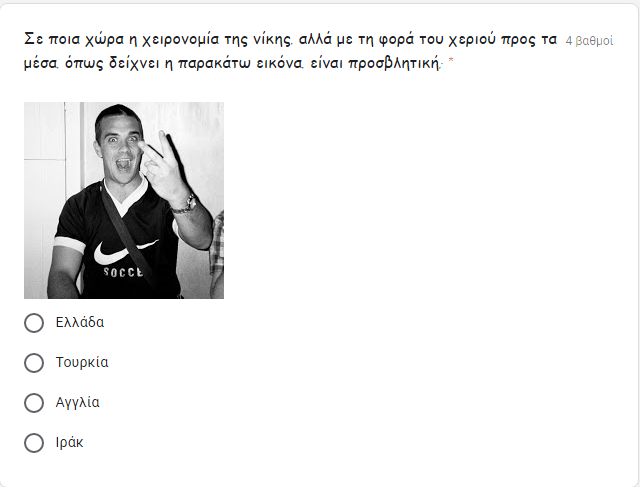 Σε ποια χώρα η χειρονομία της νίκης, αλλά με τη φορά του χεριού προς τα 4 βαθμοί
μέσα, όπως δείχνει η παρακάτω εικόνα, είναι προσβλητική; *
SOCCE
Ελλάδα
Τουρκία
Αγγλία
Ιράκ